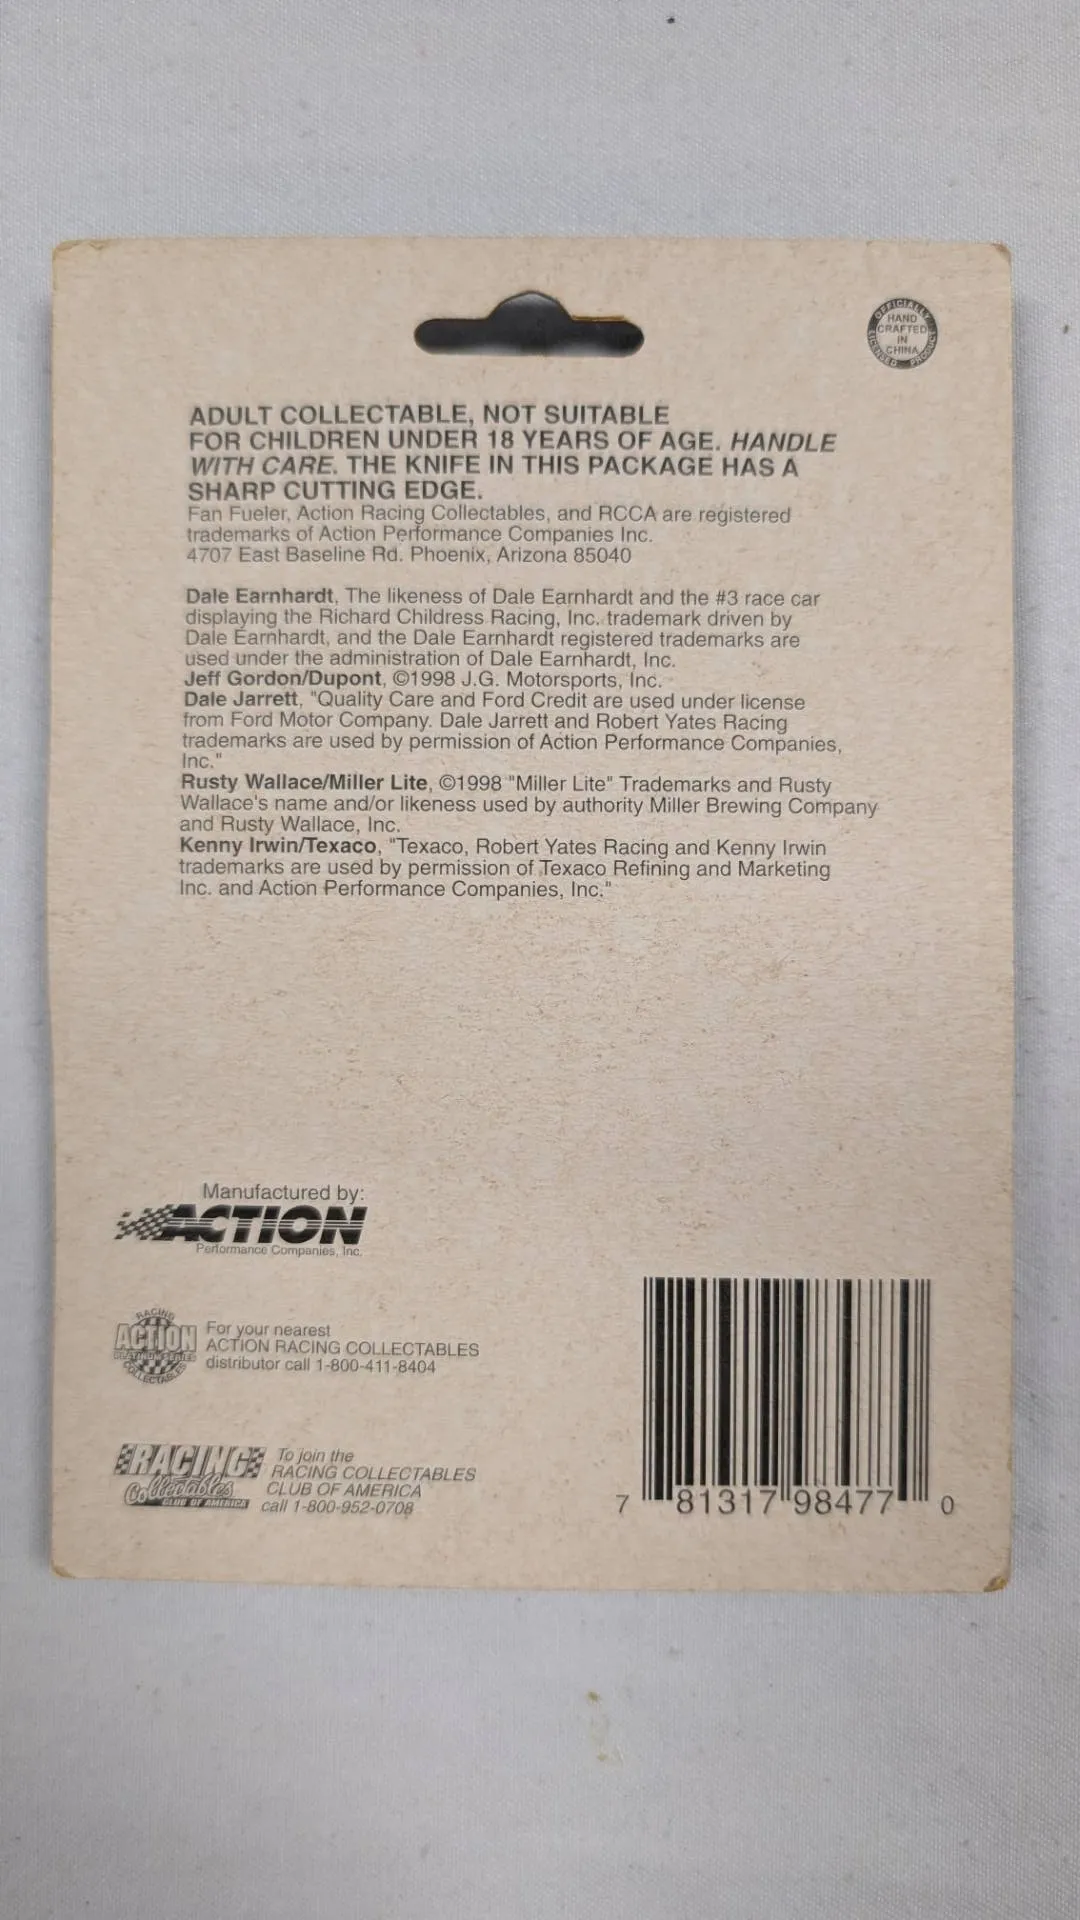 OFFICIALLY LICENSED PRODUCT
HAND
CRAFTED
IN
CHINA
ADULT COLLECTABLE, NOT SUITABLE
FOR CHILDREN UNDER 18 YEARS OF AGE. HANDLE
WITH CARE. THE KNIFE IN THIS PACKAGE HAS A
SHARP CUTTING EDGE.
Fan Fueler, Action Racing Collectables, and RCCA are registered
trademarks of Action Performance Companies Inc.
4707 East Baseline Rd. Phoenix, Arizona 85040
Dale Earnhardt, The likeness of Dale Earnhardt and the #3 race car
displaying the Richard Childress Racing, Inc. trademark driven by
Dale Earnhardt, and the Dale Earnhardt registered trademarks are
used under the administration of Dale Earnhardt, Inc.
Jeff Gordon/Dupont, ©1998 J.G. Motorsports, Inc.
Dale Jarrett, "Quality Care and Ford Credit are used under license
from Ford Motor Company. Dale Jarrett and Robert Yates Racing
trademarks are used by permission of Action Performance Companies,
Inc."
Rusty Wallace/Miller Lite, ©1998 "Miller Lite" Trademarks and Rusty
Wallace's name and/or likeness used by authority Miller Brewing Company
and Rusty Wallace, Inc.
Kenny Irwin/Texaco, "Texaco, Robert Yates Racing and Kenny Irwin
trademarks are used by permission of Texaco Refining and Marketing
Inc. and Action Performance Companies, Inc."
Manufactured by:
ACTION
Performance Companies, Inc.
RACING
ACTION
PLATINUM SERIES
COLLECTABLES
For your nearest
ACTION RACING COLLECTABLES
distributor call 1-800-411-8404
RACING
Collectables
CLUB OF AMERICA
To join the
RACING COLLECTABLES
CLUB OF AMERICA
call 1-800-952-0708
7 81317 98477 0